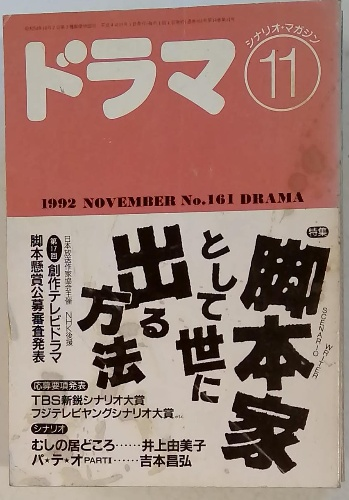 ドラマ
シナリオ・マガジン
11
1992 NOVEMBER No.161 DRAMA
特集
脚本家
SCENARIO WRITER
として世に
出る
方法
日本放送作家協会主催 NHK後援
第17回 創作テレビドラマ
脚本懸賞公募審査発表
応募要項発表
TBS新鋭シナリオ大賞
フジテレビヤングシナリオ大賞etc.
シナリオ
むしの居どころ……井上由美子
パ・テ・オ PARTI……吉本昌弘